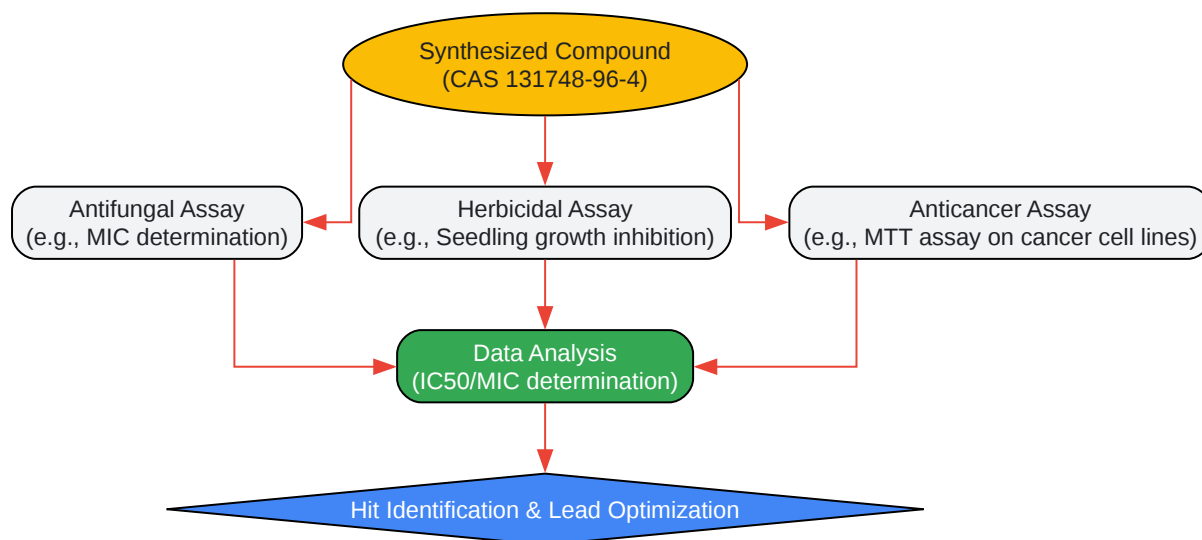 Synthesized Compound
(CAS 131748-96-4)
Antifungal Assay
(e.g., MIC determination)
Herbicidal Assay
(e.g., Seedling growth inhibition)
Anticancer Assay
(e.g., MTT assay on cancer cell lines)
Data Analysis
(IC50/MIC determination)
Hit Identification & Lead Optimization